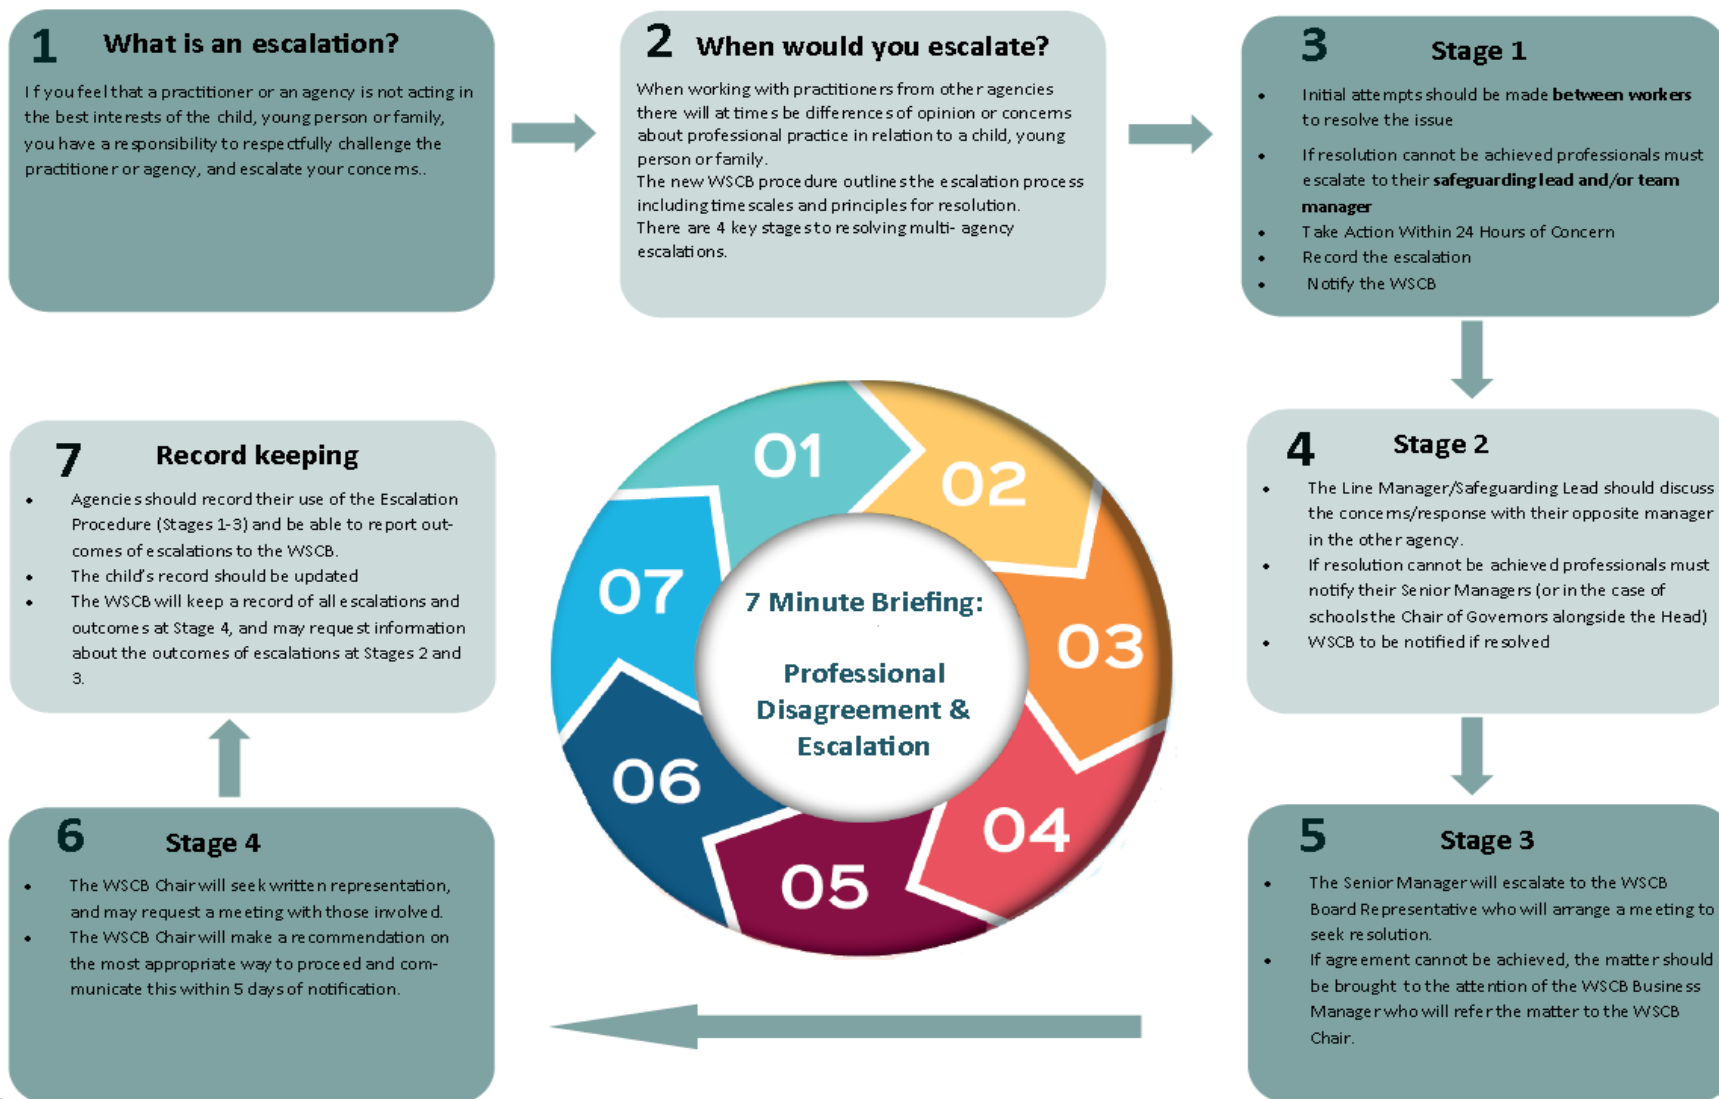 1
What is an escalation?
If you feel that a practitioner or an agency is not acting in
the best interests of the child, young person or family,
you have a responsibility to respectfully challenge the
practitioner or agency, and escalate your concerns..
2
When would you escalate?
When working with practitioners from other agencies
there will at times be differences of opinion or concerns
about professional practice in relation to a child, young
person or family.
The new WSCB procedure outlines the escalation process
including timescales and principles for resolution.
There are 4 key stages to resolving multi- agency
escalations.
3
Stage 1
• Initial attempts should be made between workers
to resolve the issue
• If resolution cannot be achieved professionals must
escalate to their safeguarding lead and/or team
manager
• Take Action Within 24 Hours of Concern
• Record the escalation
• Notify the WSCB
4
Stage 2
• The Line Manager/Safeguarding Lead should discuss
the concerns/response with their opposite manager
in the other agency.
• If resolution cannot be achieved professionals must
notify their Senior Managers (or in the case of
schools the Chair of Governors alongside the Head)
• WSCB to be notified if resolved
5
Stage 3
• The Senior Manager will escalate to the WSCB
Board Representative who will arrange a meeting to
seek resolution.
• If agreement cannot be achieved, the matter should
be brought to the attention of the WSCB Business
Manager who will refer the matter to the WSCB
Chair.
6
Stage 4
• The WSCB Chair will seek written representation,
and may request a meeting with those involved.
• The WSCB Chair will make a recommendation on
the most appropriate way to proceed and com-
municate this within 5 days of notification.
7
Record keeping
• Agencies should record their use of the Escalation
Procedure (Stages 1-3) and be able to report out-
comes of escalations to the WSCB.
• The child's record should be updated
• The WSCB will keep a record of all escalations and
outcomes at Stage 4, and may request information
about the outcomes of escalations at Stages 2 and
3.
01
02
03
04
05
06
07
7 Minute Briefing:
Professional
Disagreement &
Escalation